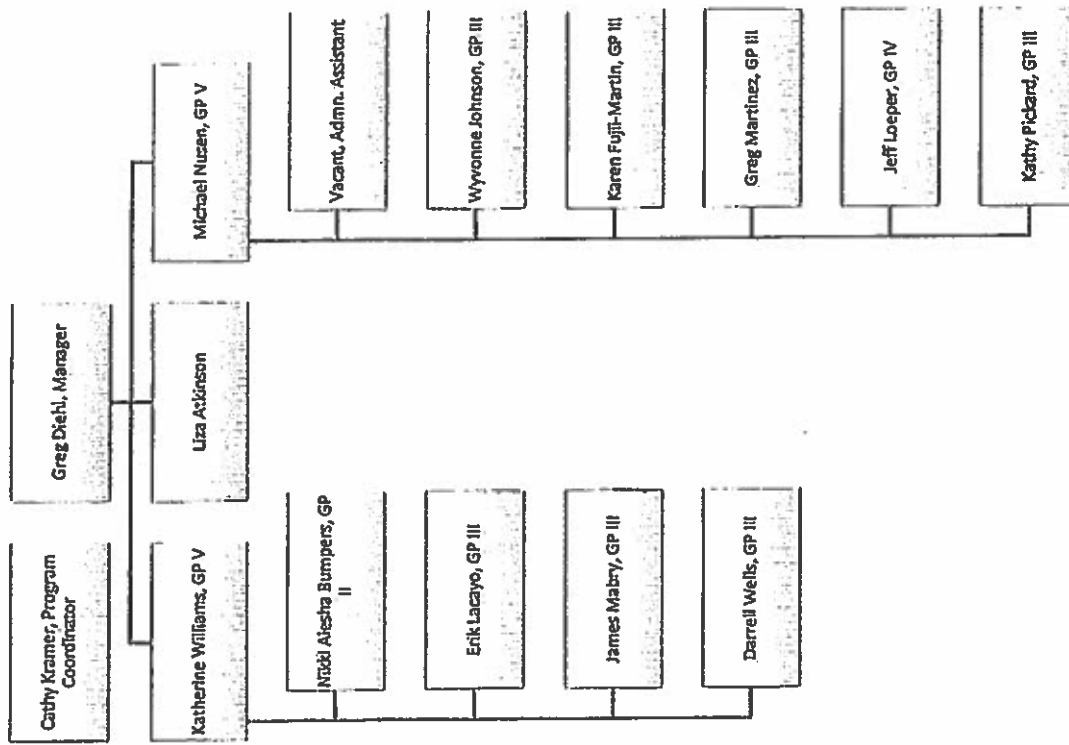 Cathy Kramer, Program
Coordinator
Greg Diehl, Manager
Katherine Williams, GP V
Liza Atkinson
Michael Nusen, GP V
Nikki Alesha Bumpers, GP
II
Erik Lacayo, GP III
James Mabry, GP III
Darrell Wells, GP III
Vacant, Admn. Assistant
Wyvonne Johnson, GP III
Karen Fujii-Martin, GP III
Greg Martinez, GP III
Jeff Loeper, GP IV
Kathy Pickard, GP III